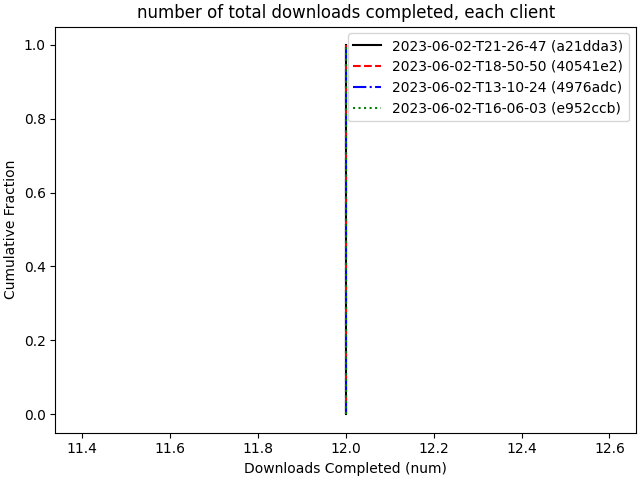 number of total downloads completed, each client
1.0
0.8
0.6
0.4
0.2
0.0
Cumulative Fraction
2023-06-02-T21-26-47 (a21dda3)
2023-06-02-T18-50-50 (40541e2)
2023-06-02-T13-10-24 (4976adc)
2023-06-02-T16-06-03 (e952ccb)
11.4 11.6 11.8 12.0 12.2 12.4 12.6
Downloads Completed (num)